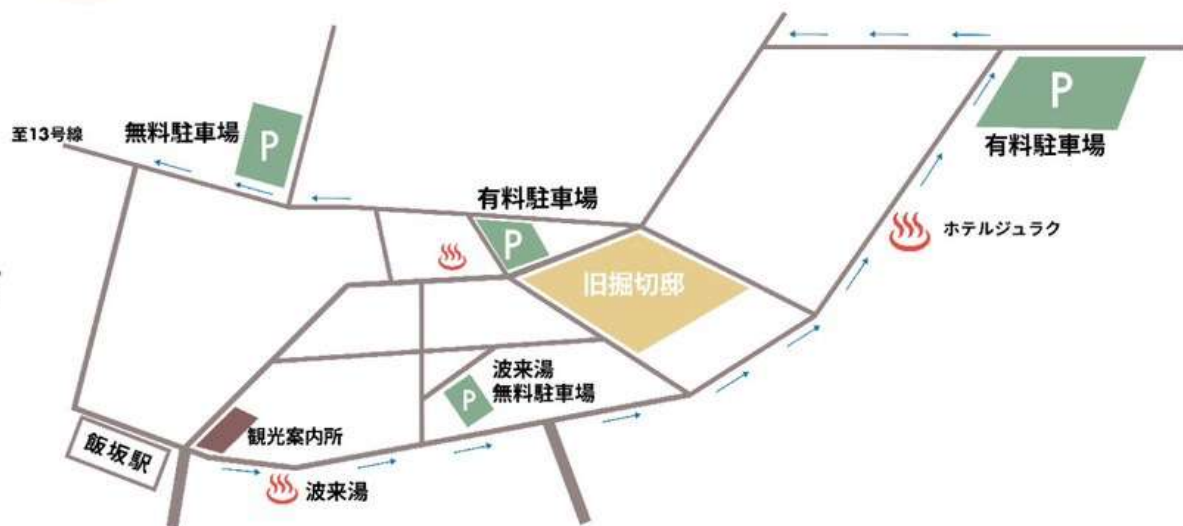 P
有料駐車場
至13号線
無料駐車場
P
有料駐車場
P
ホテルジュラク
旧掘切邸
波来湯
無料駐車場
P
観光案内所
飯坂駅
波来湯